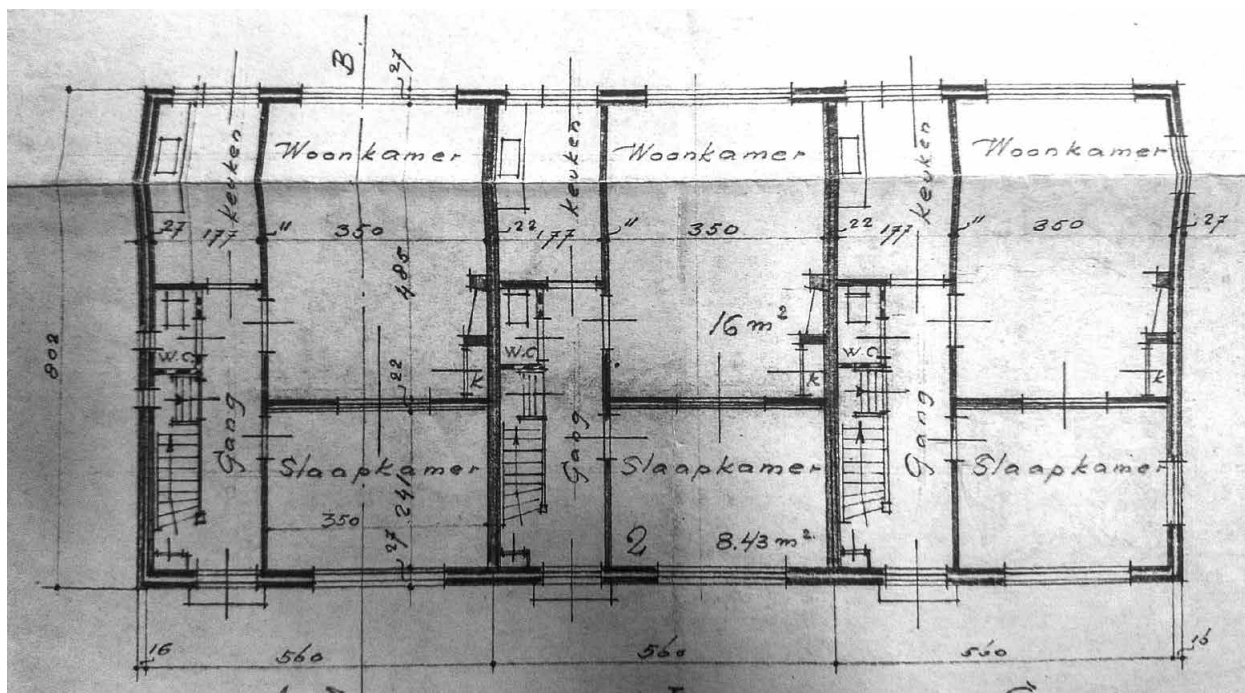 B
27
Woonkamer
Woonkamer
Woonkamer
keuken
keuken
keuken
27
177
"
350
22
177
"
350
22
177
"
350
27
485
16 m²
W.C
W.C
W.C
802
22
K
K
K
Gang
Gang
Gang
Slaapkamer
Slaapkamer
Slaapkamer
350
241
2
8.43 m²
27
16
560
560
560
16